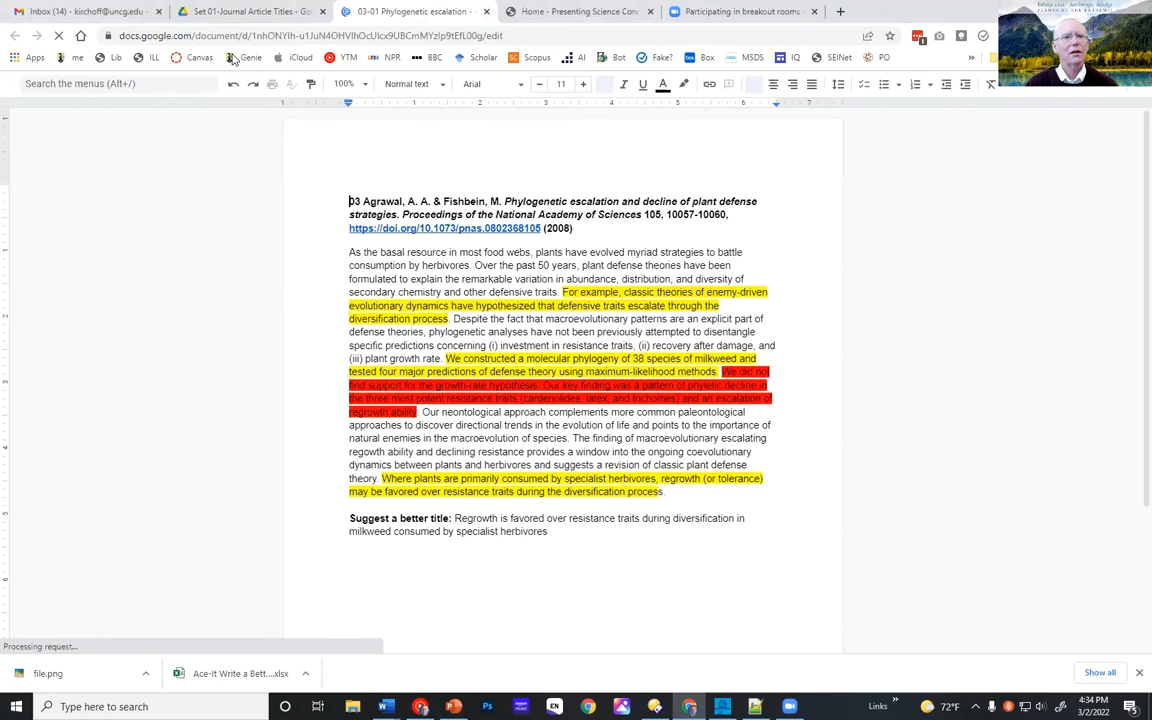 Inbox (14) - kirchoff@uncg.edu -
Set 01-Journal Article Titles - Go
03-01 Phylogenetic escalation -
Home - Presenting Science Con
Participating in breakout rooms -
docs.google.com/document/d/1nhONYIh-u1JuN4OHVIhOcUIcx9UBCmMYzlp9tEfL00g/edit
Apps me Lib ILL Canvas Genie iCloud YTM NPR BBC Scholar Scopus AI Bot Fake? Box MSDS IQ SEINet PO »
Search the menus (Alt+/)
100% Normal text Arial 11
1 1 2 3 4 5 6 7
03 Agrawal, A. A. & Fishbein, M. Phylogenetic escalation and decline of plant defense
strategies. Proceedings of the National Academy of Sciences 105, 10057-10060,
https://doi.org/10.1073/pnas.0802368105 (2008)
As the basal resource in most food webs, plants have evolved myriad strategies to battle
consumption by herbivores. Over the past 50 years, plant defense theories have been
formulated to explain the remarkable variation in abundance, distribution, and diversity of
secondary chemistry and other defensive traits. For example, classic theories of enemy-driven
evolutionary dynamics have hypothesized that defensive traits escalate through the
diversification process. Despite the fact that macroevolutionary patterns are an explicit part of
defense theories, phylogenetic analyses have not been previously attempted to disentangle
specific predictions concerning (i) investment in resistance traits, (ii) recovery after damage, and
(iii) plant growth rate. We constructed a molecular phylogeny of 38 species of milkweed and
tested four major predictions of defense theory using maximum-likelihood methods. We did not
find support for the growth-rate hypothesis. Our key finding was a pattern of phyletic decline in
the three most potent resistance traits (cardenolides, latex, and trichomes) and an escalation of
regrowth ability. Our neontological approach complements more common paleontological
approaches to discover directional trends in the evolution of life and points to the importance of
natural enemies in the macroevolution of species. The finding of macroevolutionary escalating
regrowth ability and declining resistance provides a window into the ongoing coevolutionary
dynamics between plants and herbivores and suggests a revision of classic plant defense
theory. Where plants are primarily consumed by specialist herbivores, regrowth (or tolerance)
may be favored over resistance traits during the diversification process.
Suggest a better title: Regrowth is favored over resistance traits during diversification in
milkweed consumed by specialist herbivores
Processing request...
file.png
Ace-It Write a Bett....xlsx
Show all
Type here to search
Links » 72°F
4:34 PM
3/2/2022